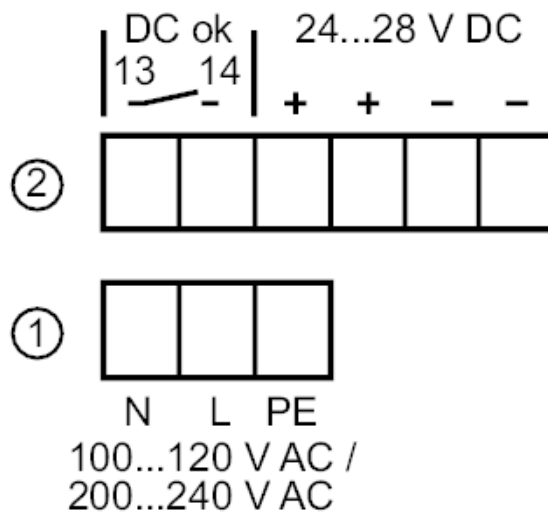 DC ok 24...28 V DC
13 14
+ + − −
②
①
N L PE
100...120 V AC /
200...240 V AC